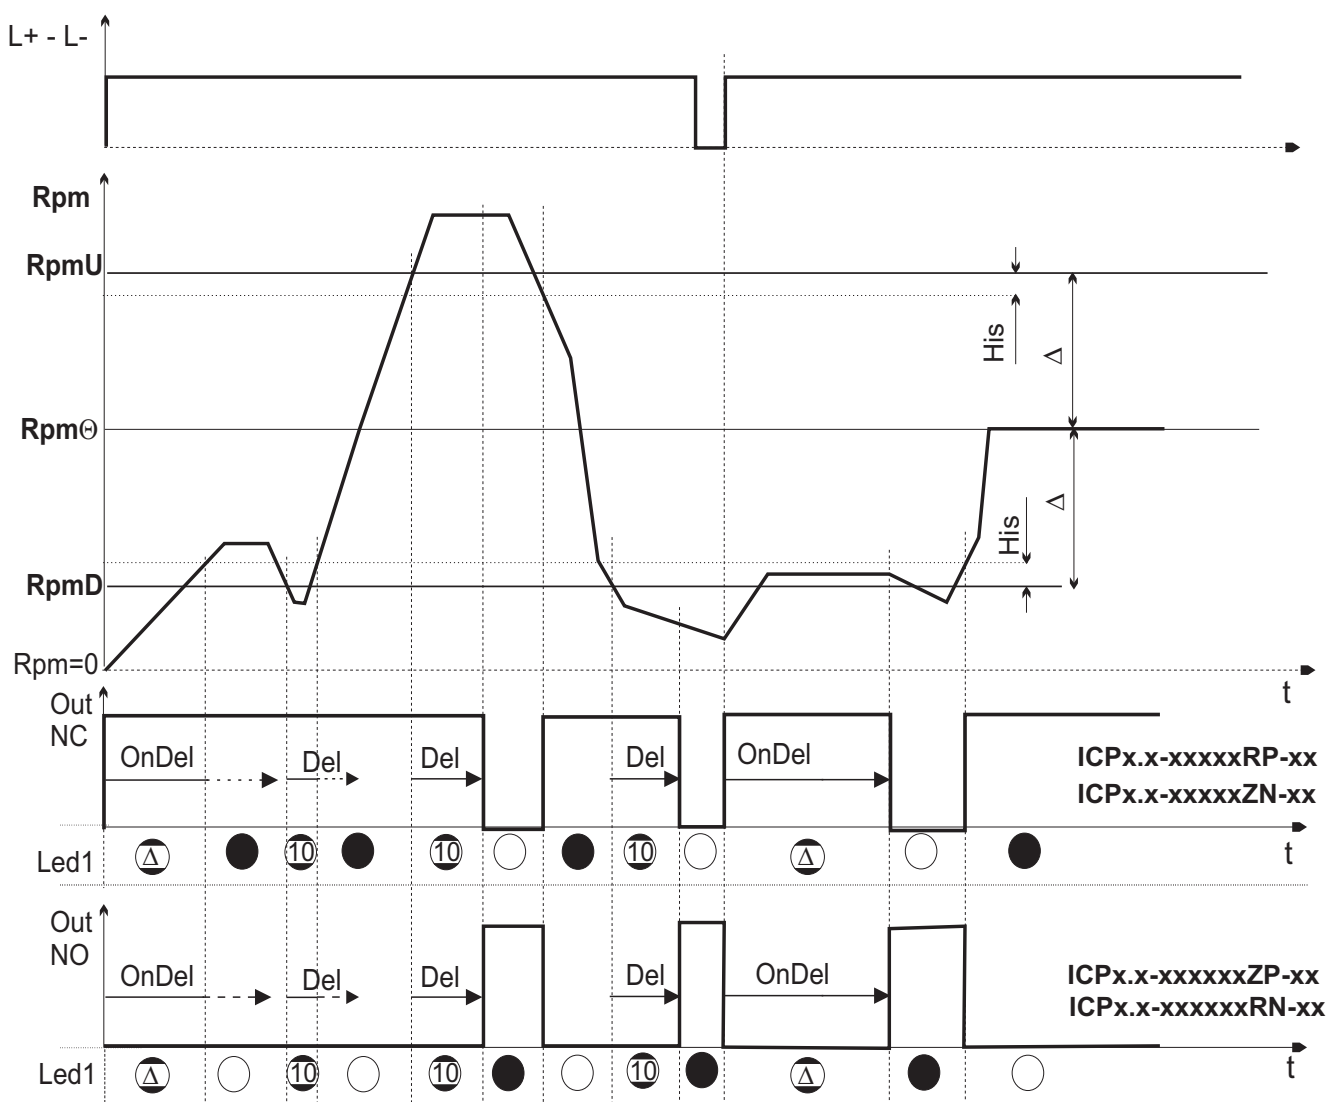 L+ - L-
Rpm
RpmU
His
Δ
RpmΘ
Δ
His
RpmD
Rpm=0
t
Out
NC
OnDel
Del
Del
Del
OnDel
ICPx.x-xxxxxRP-xx
ICPx.x-xxxxxZN-xx
Led1
Δ
10
10
10
Δ
t
Out
NO
OnDel
Del
Del
Del
OnDel
ICPx.x-xxxxxxZP-xx
ICPx.x-xxxxxxRN-xx
Led1
Δ
10
10
10
Δ
t